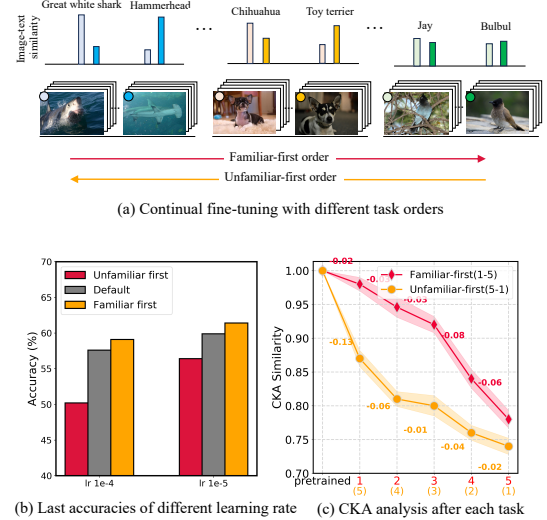 Great white shark
Hammerhead
Chihuahua
Toy terrier
Jay
Bulbul
Image-text
similarity
...
...
Familiar-first order
Unfamiliar-first order
(a) Continual fine-tuning with different task orders
70
65
60
55
50
45
40
Accuracy (%)
Unfamiliar first
Default
Familiar first
lr 1e-4
lr 1e-5
(b) Last accuracies of different learning rate
1.00
0.95
0.90
0.85
0.80
0.75
0.70
CKA Similarity
Familiar-first(1-5)
Unfamiliar-first(5-1)
0.02
-0.03
-0.08
-0.06
-0.13
-0.06
-0.01
-0.04
-0.02
pretrained 1 2 3 4 5
(5) (4) (3) (2) (1)
(c) CKA analysis after each task